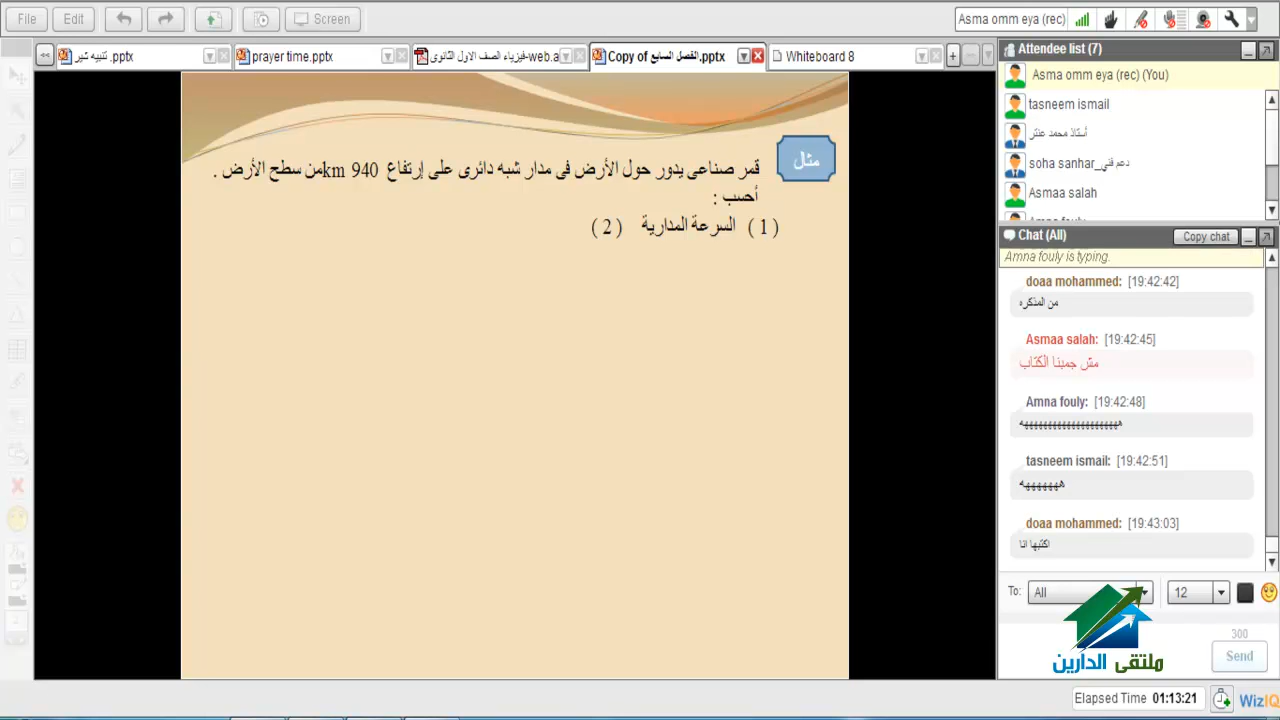 File
Edit
Screen
Asma omm eya (rec)
<<
تنبيه شير .pptx
prayer time.pptx
فيزياء الصف الاول الثانوى-web.a
Copy of الفصل السابع.pptx
Whiteboard 8
مثال
قمر صناعى يدور حول الأرض فى مدار شبه دائرى على إرتفاع 940 km من سطح الأرض .
أحسب :
( 1 ) السرعة المدارية ( 2 )
Attendee list (7)
Asma omm eya (rec) (You)
tasneem ismail
أستاذ محمد عنتر
soha sanhar_دعم فني
Asmaa salah
Amna fouly
Chat (All)
Copy chat
Amna fouly is typing.
doaa mohammed: [19:42:42]
من المذكره
Asmaa salah: [19:42:45]
مش جمبنا الكتاب
Amna fouly: [19:42:48]
tasneem ismail: [19:42:51]
doaa mohammed: [19:43:03]
اكتبها انا
To: All 12
300
Send
ملتقى الدارين
Elapsed Time 01:13:21
WizIQ